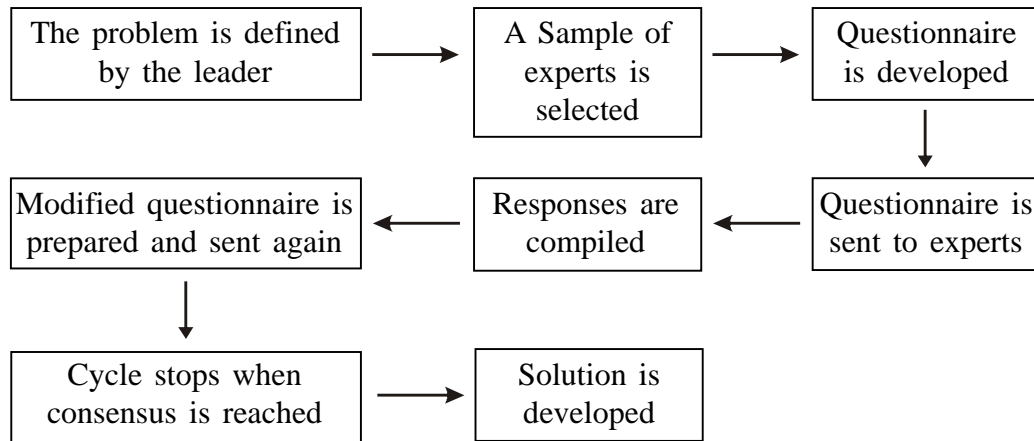 The problem is defined
by the leader
A Sample of
experts is
selected
Questionnaire
is developed
Questionnaire is
sent to experts
Responses are
compiled
Modified questionnaire is
prepared and sent again
Cycle stops when
consensus is reached
Solution is
developed